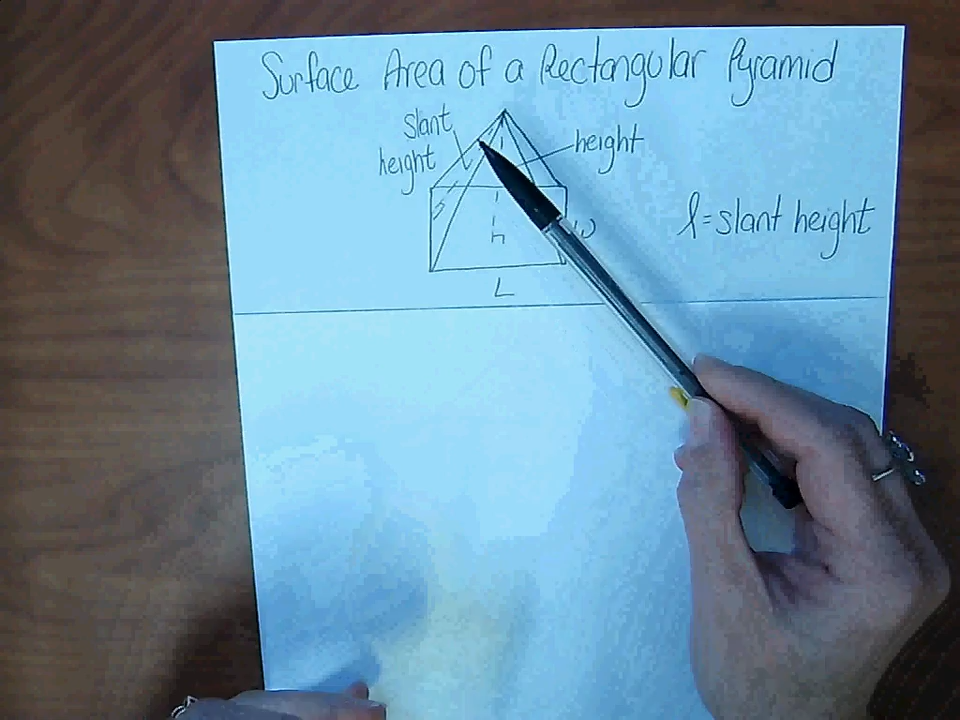 Surface Area of a Rectangular Pyramid
slant
height
height
l=slant height
w
h
L